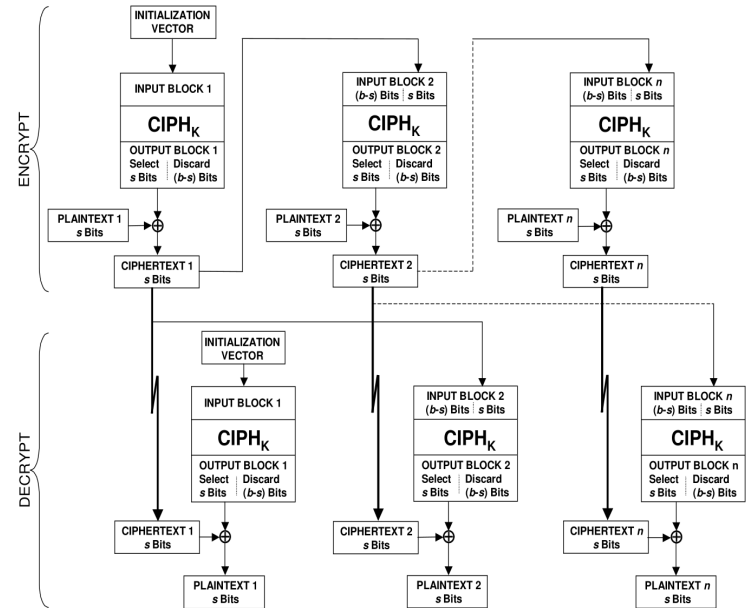 ENCRYPT
INITIALIZATION
VECTOR
INPUT BLOCK 1
CIPH_K
OUTPUT BLOCK 1
Select Discard
s Bits (b-s) Bits
PLAINTEXT 1
s Bits
CIPHERTEXT 1
s Bits
INPUT BLOCK 2
(b-s) Bits s Bits
CIPH_K
OUTPUT BLOCK 2
Select Discard
s Bits (b-s) Bits
PLAINTEXT 2
s Bits
CIPHERTEXT 2
s Bits
INPUT BLOCK n
(b-s) Bits s Bits
CIPH_K
OUTPUT BLOCK n
Select Discard
s Bits (b-s) Bits
PLAINTEXT n
s Bits
CIPHERTEXT n
s Bits
DECRYPT
INITIALIZATION
VECTOR
INPUT BLOCK 1
CIPH_K
OUTPUT BLOCK 1
Select Discard
s Bits (b-s) Bits
CIPHERTEXT 1
s Bits
PLAINTEXT 1
s Bits
INPUT BLOCK 2
(b-s) Bits s Bits
CIPH_K
OUTPUT BLOCK 2
Select Discard
s Bits (b-s) Bits
CIPHERTEXT 2
s Bits
PLAINTEXT 2
s Bits
INPUT BLOCK n
(b-s) Bits s Bits
CIPH_K
OUTPUT BLOCK n
Select Discard
s Bits (b-s) Bits
CIPHERTEXT n
s Bits
PLAINTEXT n
s Bits